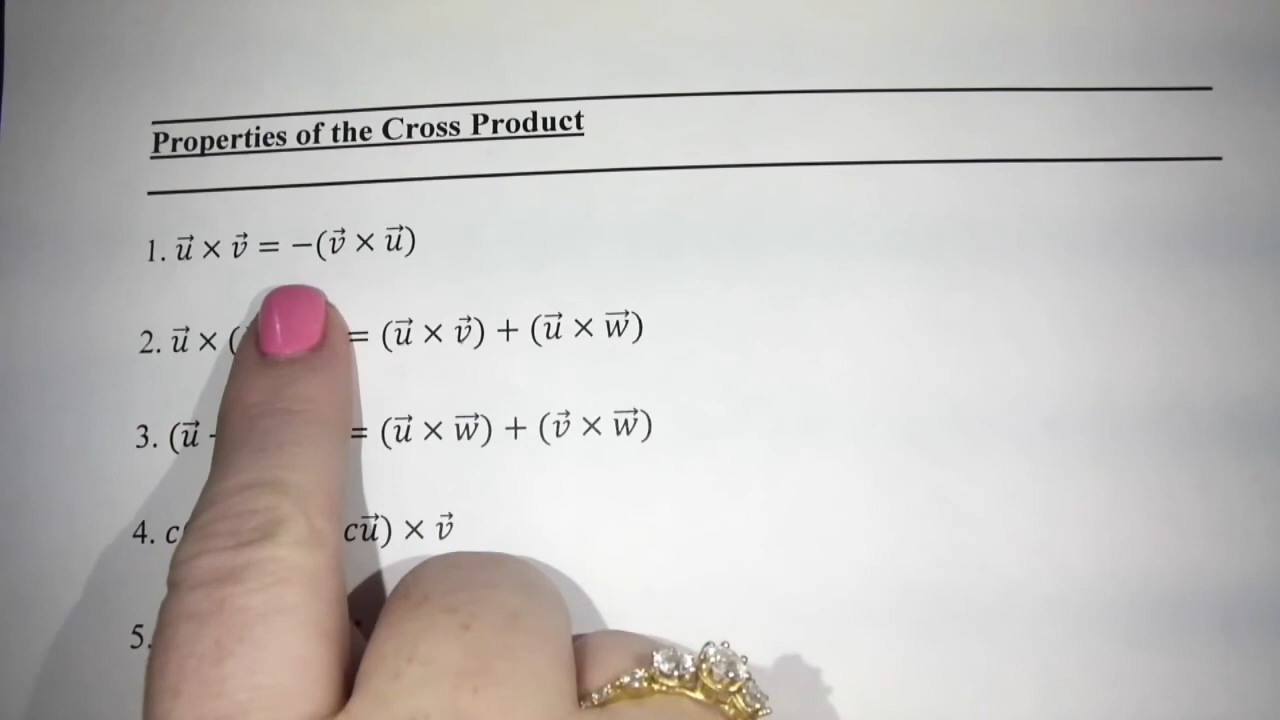 Properties of the Cross Product
1. u⃗ × v⃗ = −(v⃗ × u⃗)
2. u⃗ × ( = (u⃗ × v⃗) + (u⃗ × w⃗)
3. (u⃗ = (u⃗ × w⃗) + (v⃗ × w⃗)
4. c cu⃗) × v⃗
5.